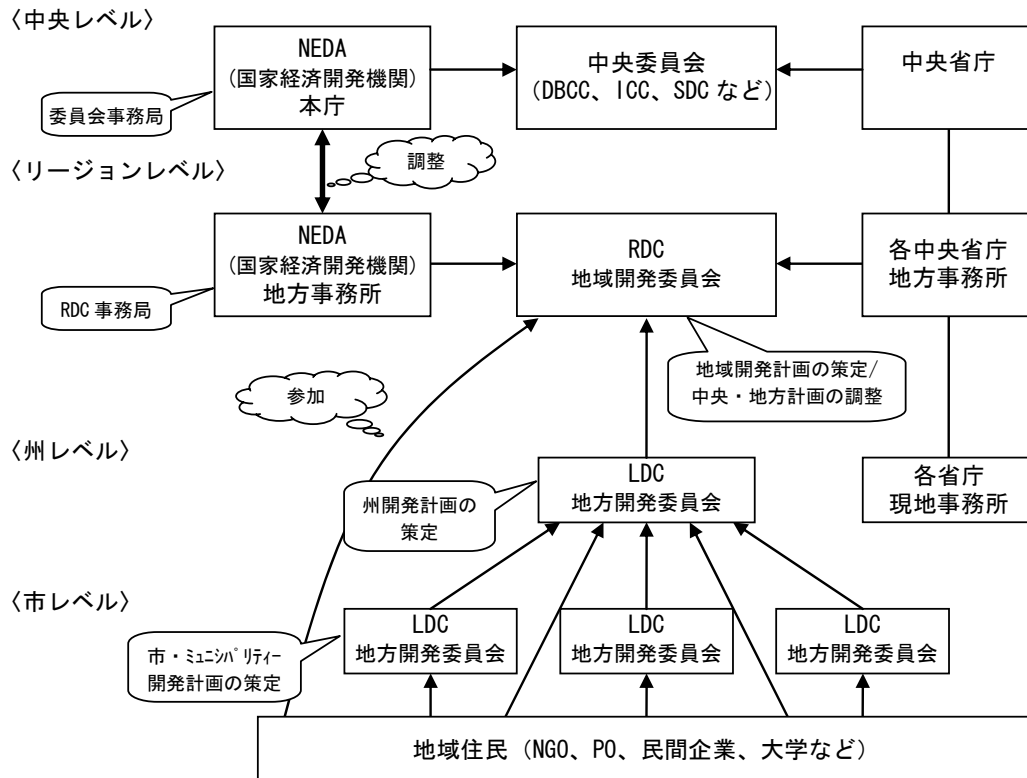 〈中央レベル〉
NEDA
(国家経済開発機関)
本庁
中央委員会
(DBCC、ICC、SDC など)
中央省庁
委員会事務局
調整
〈リージョンレベル〉
NEDA
(国家経済開発機関)
地方事務所
RDC
地域開発委員会
各中央省庁
地方事務所
RDC 事務局
地域開発計画の策定/
中央・地方計画の調整
参加
〈州レベル〉
LDC
地方開発委員会
各省庁
現地事務所
州開発計画の
策定
〈市レベル〉
LDC
地方開発委員会
LDC
地方開発委員会
LDC
地方開発委員会
市・ﾐｭﾆｼﾊﾟﾘﾃｨｰ
開発計画の策定
地域住民（NGO、PO、民間企業、大学など）